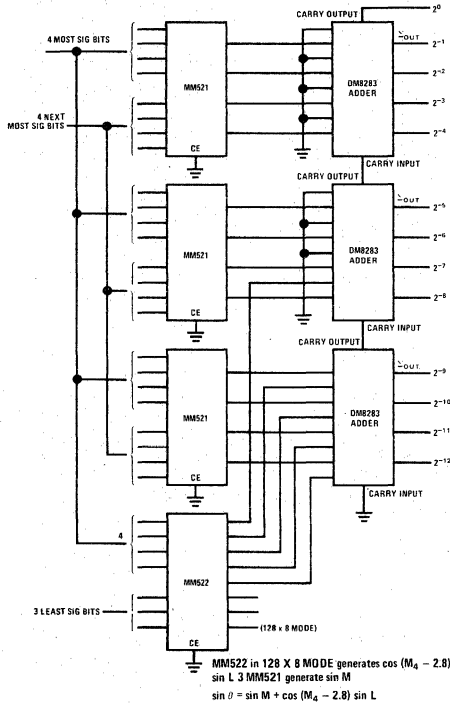 CARRY OUTPUT
2⁰
4 MOST SIG BITS
MM521
DM8283
ADDER
OUT
2⁻¹
2⁻²
2⁻³
2⁻⁴
4 NEXT
MOST SIG BITS
CE
CARRY INPUT
CARRY OUTPUT
MM521
DM8283
ADDER
OUT
2⁻⁵
2⁻⁶
2⁻⁷
2⁻⁸
CE
CARRY INPUT
CARRY OUTPUT
MM521
DM8283
ADDER
OUT
2⁻⁹
2⁻¹⁰
2⁻¹¹
2⁻¹²
CE
CARRY INPUT
4
MM522
3 LEAST SIG BITS
(128 x 8 MODE)
CE
MM522 in 128 X 8 MODE generates cos (M₄ − 2.8)
sin L 3 MM521 generate sin M
sin θ = sin M + cos (M₄ − 2.8) sin L